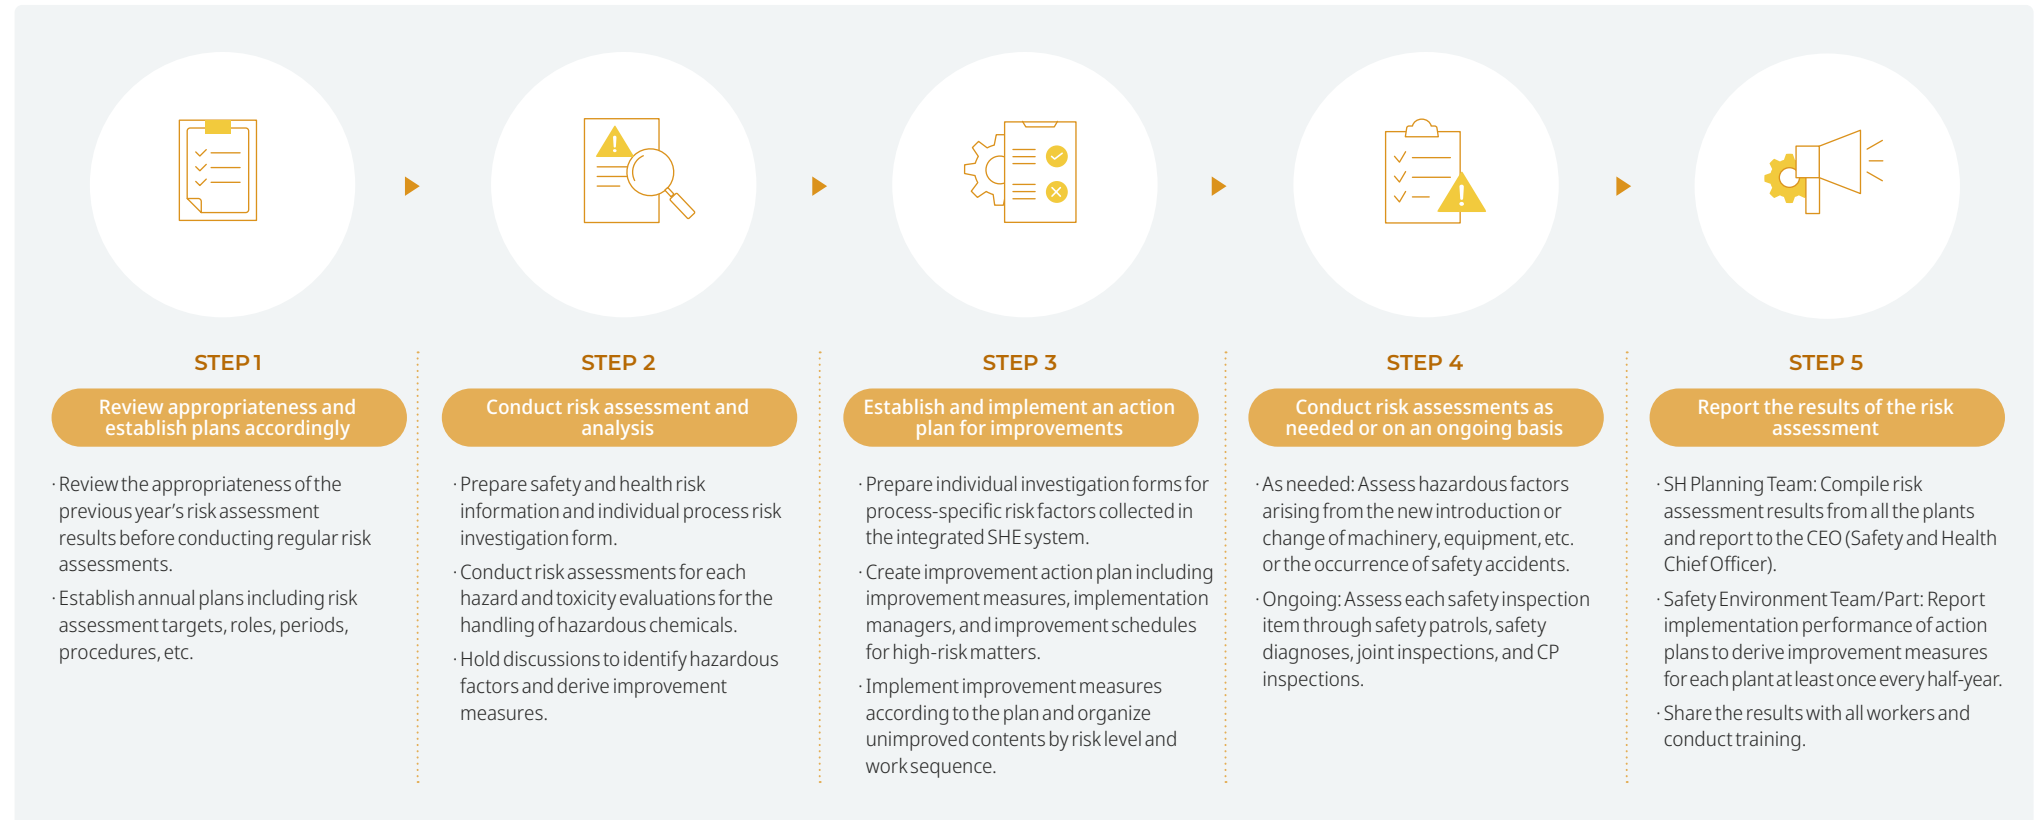 STEP 1
Review appropriateness and
establish plans accordingly
· Review the appropriateness of the
previous year's risk assessment
results before conducting regular risk
assessments.
· Establish annual plans including risk
assessment targets, roles, periods,
procedures, etc.
STEP 2
Conduct risk assessment and
analysis
· Prepare safety and health risk
information and individual process risk
investigation form.
· Conduct risk assessments for each
hazard and toxicity evaluations for the
handling of hazardous chemicals.
· Hold discussions to identify hazardous
factors and derive improvement
measures.
STEP 3
Establish and implement an action
plan for improvements
· Prepare individual investigation forms for
process-specific risk factors collected in
the integrated SHE system.
· Create improvement action plan including
improvement measures, implementation
managers, and improvement schedules
for high-risk matters.
· Implement improvement measures
according to the plan and organize
unimproved contents by risk level and
work sequence.
STEP 4
Conduct risk assessments as
needed or on an ongoing basis
· As needed: Assess hazardous factors
arising from the new introduction or
change of machinery, equipment, etc.
or the occurrence of safety accidents.
· Ongoing: Assess each safety inspection
item through safety patrols, safety
diagnoses, joint inspections, and CP
inspections.
STEP 5
Report the results of the risk
assessment
· SH Planning Team: Compile risk
assessment results from all the plants
and report to the CEO (Safety and Health
Chief Officer).
· Safety Environment Team/Part: Report
implementation performance of action
plans to derive improvement measures
for each plant at least once every half-year.
· Share the results with all workers and
conduct training.